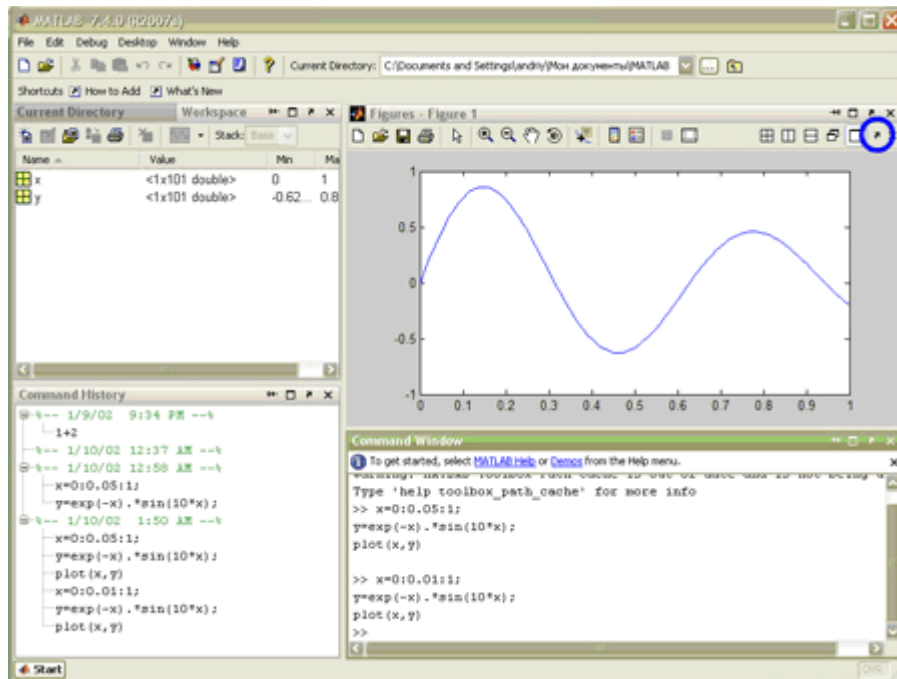 MATLAB 7.4.0 (R2007a)
File Edit Debug Desktop Window Help
Current Directory: C:\Documents and Settings\andriy\Мои документы\MATLAB
Shortcuts How to Add What's New
Current Directory Workspace
Stack: Base
Name Value Min Ma
x <1x101 double> 0 1
y <1x101 double> -0.62... 0.8
Command History
%-- 1/9/02 9:34 PM --%
1+2
%-- 1/10/02 12:37 AM --%
%-- 1/10/02 12:58 AM --%
x=0:0.05:1;
y=exp(-x).*sin(10*x);
%-- 1/10/02 1:50 AM --%
x=0:0.05:1;
y=exp(-x).*sin(10*x);
plot(x,y)
x=0:0.01:1;
y=exp(-x).*sin(10*x);
plot(x,y)
Figures - Figure 1
1
0.5
0
-0.5
-1
0 0.1 0.2 0.3 0.4 0.5 0.6 0.7 0.8 0.9 1
Command Window
To get started, select MATLAB Help or Demos from the Help menu.
Type 'help toolbox_path_cache' for more info
>> x=0:0.05:1;
y=exp(-x).*sin(10*x);
plot(x,y)
>> x=0:0.01:1;
y=exp(-x).*sin(10*x);
plot(x,y)
>>
Start
OVR